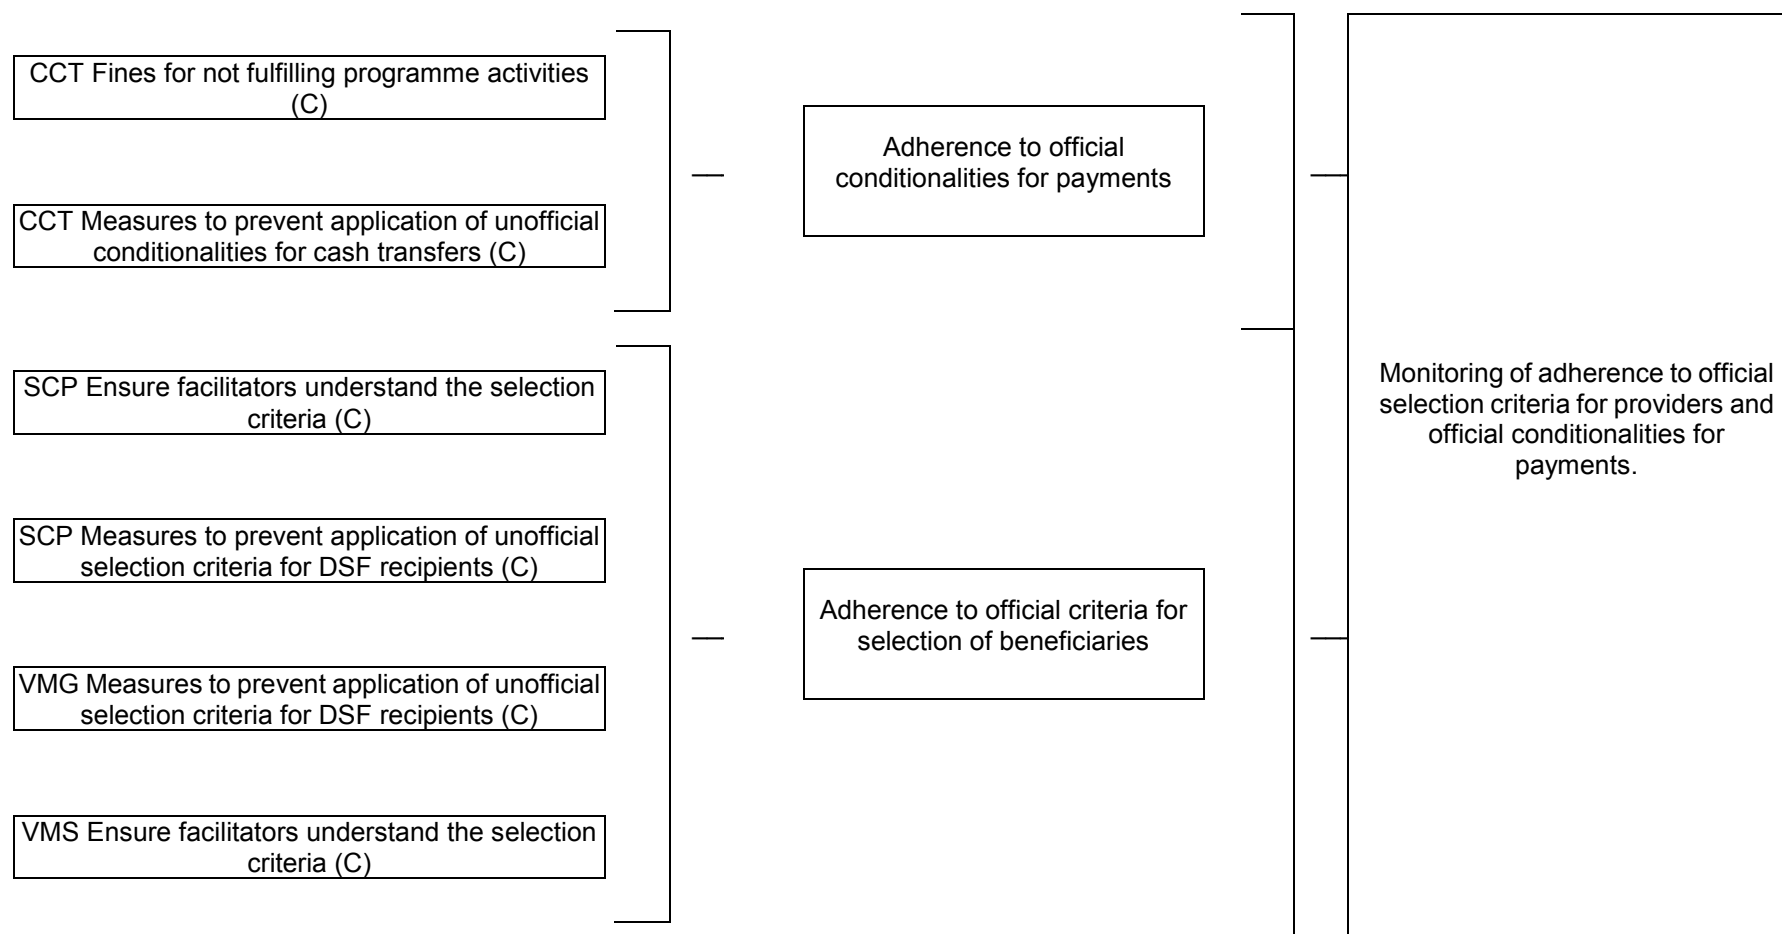 CCT Fines for not fulfilling programme activities
(C)
CCT Measures to prevent application of unofficial
conditionalities for cash transfers (C)
SCP Ensure facilitators understand the selection
criteria (C)
SCP Measures to prevent application of unofficial
selection criteria for DSF recipients (C)
VMG Measures to prevent application of unofficial
selection criteria for DSF recipients (C)
VMS Ensure facilitators understand the selection
criteria (C)
Adherence to official
conditionalities for payments
Adherence to official criteria for
selection of beneficiaries
Monitoring of adherence to official
selection criteria for providers and
official conditionalities for
payments.